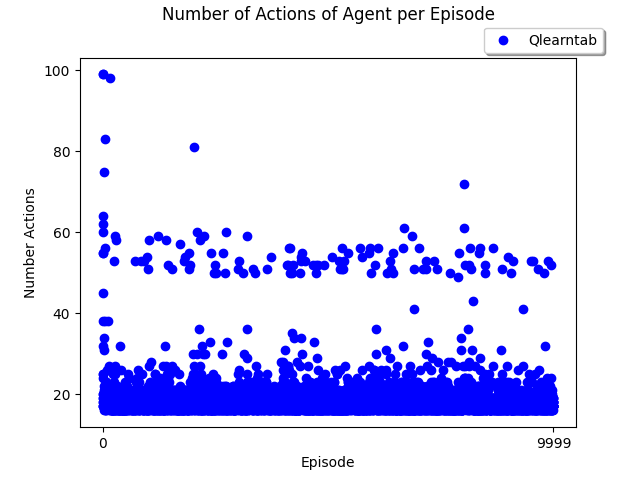 Number of Actions of Agent per Episode
Qlearntab
100
80
60
40
20
Number Actions
0
9999
Episode